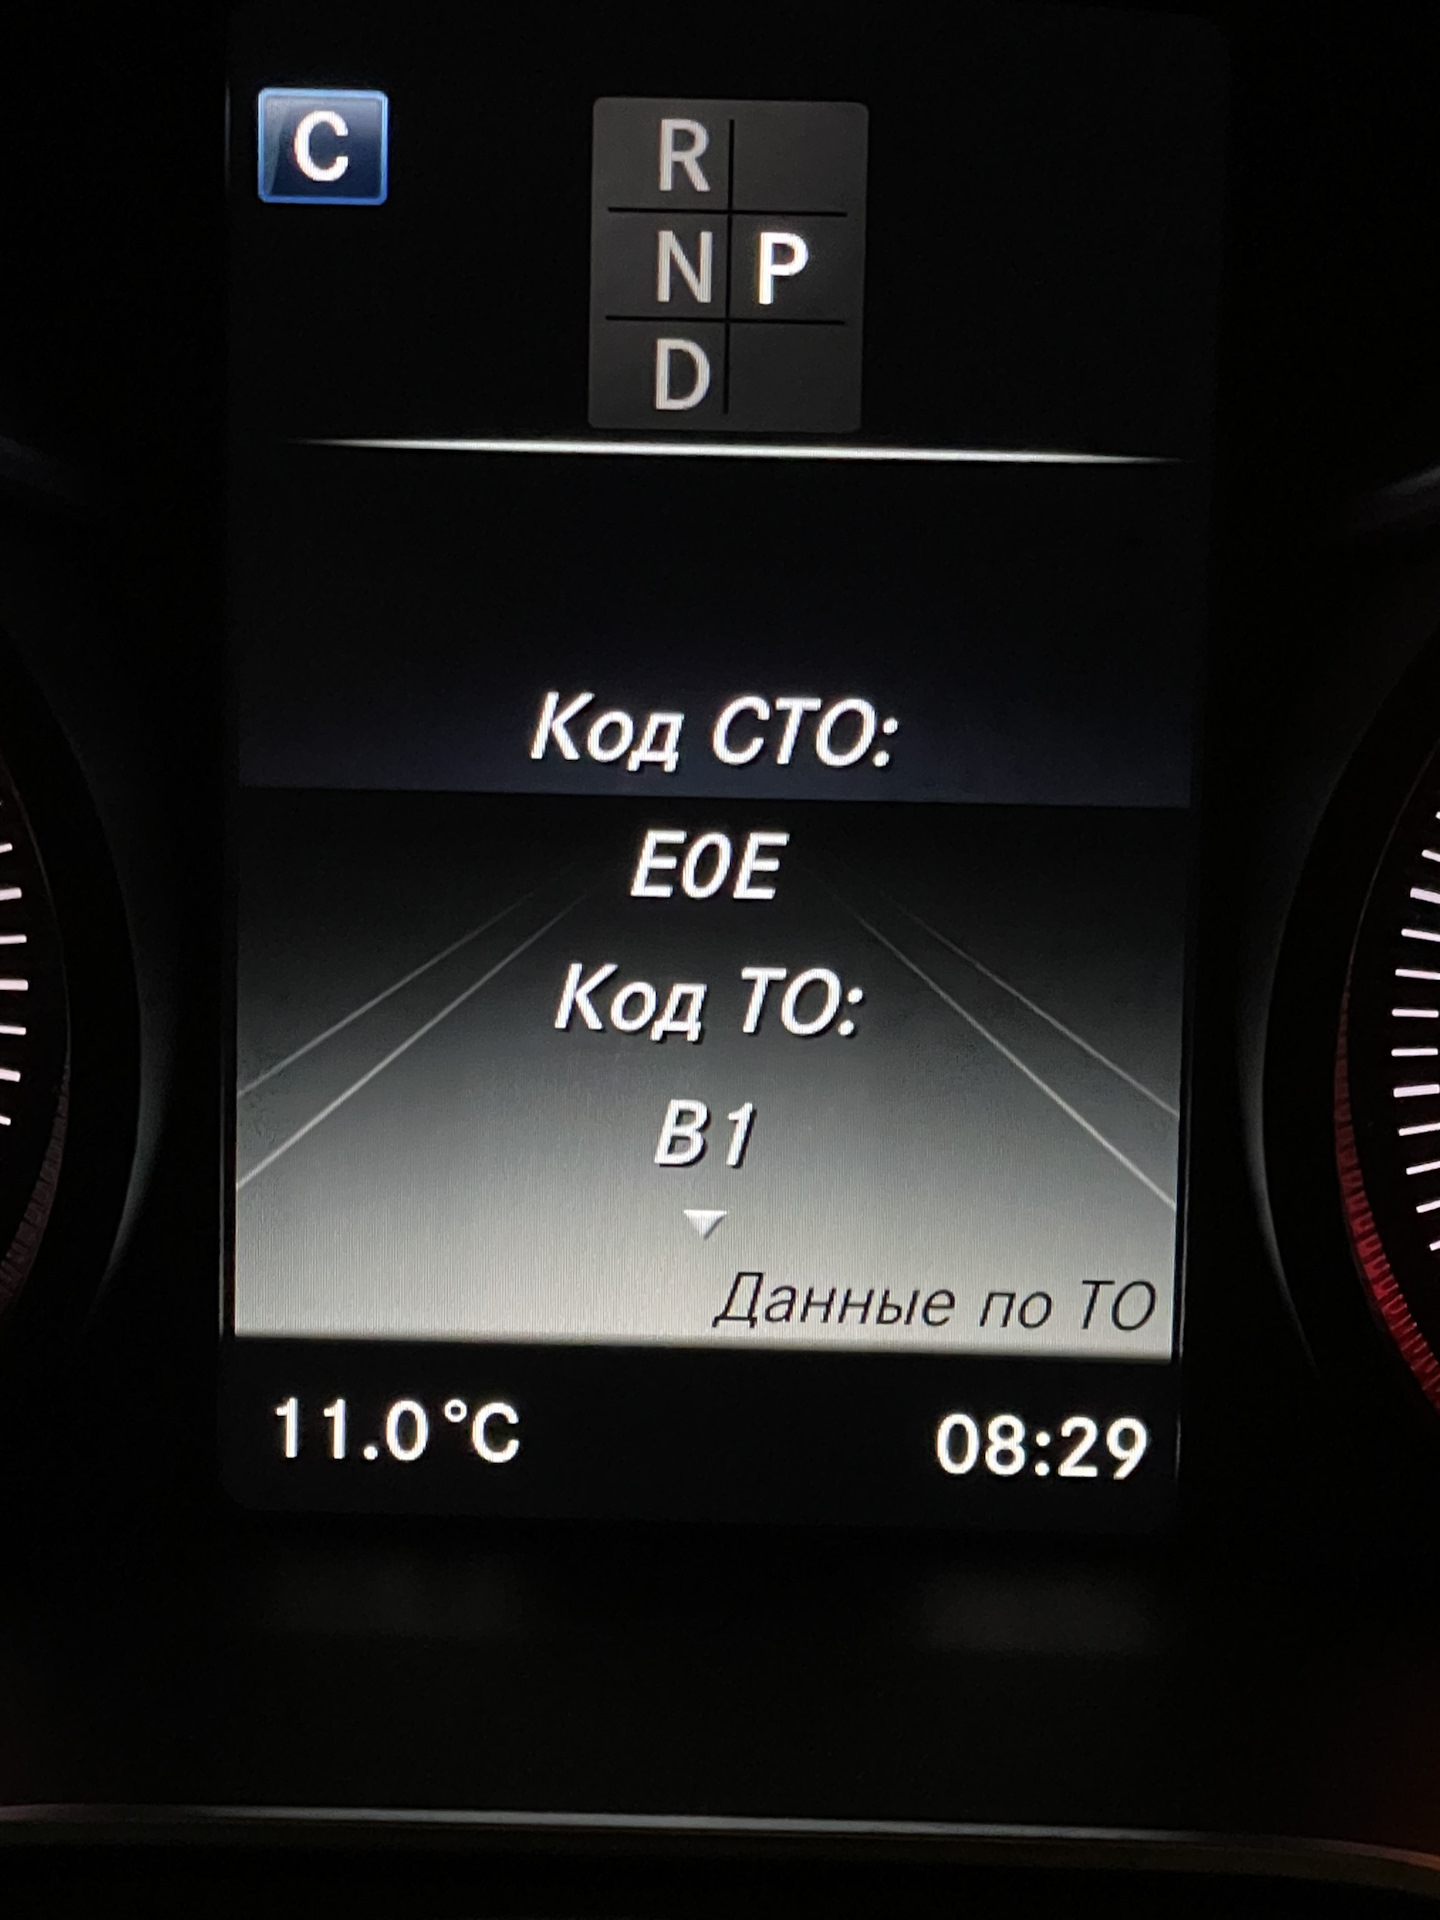 C
R
N P
D
Код СТО:
E0E
Код ТО:
B1
Данные по ТО
11.0°C
08:29